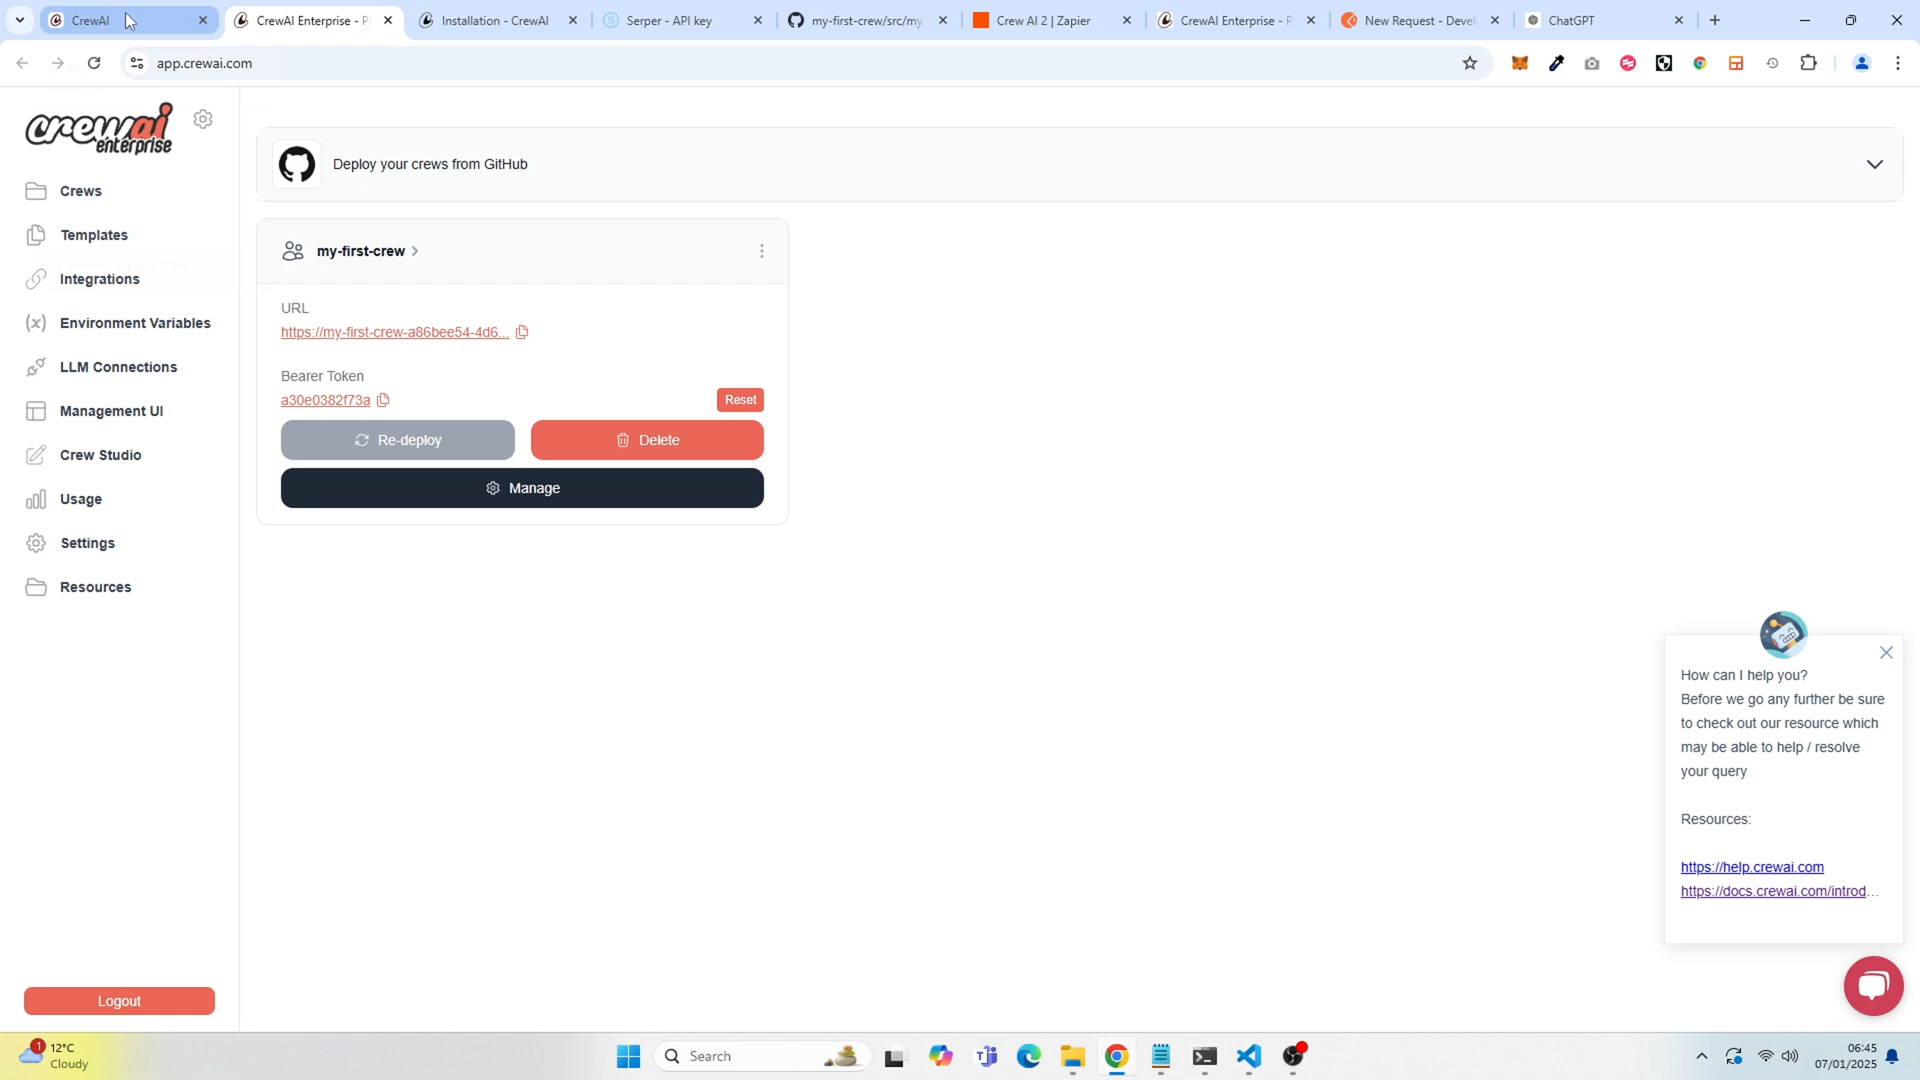 CrewAI
CrewAI Enterprise - P
Installation - CrewAI
Serper - API key
my-first-crew/src/my_
Crew AI 2 | Zapier
CrewAI Enterprise - P
New Request - Devel
ChatGPT
app.crewai.com
crewai
enterprise
Crews
Templates
Integrations
Environment Variables
LLM Connections
Management UI
Crew Studio
Usage
Settings
Resources
Logout
Deploy your crews from GitHub
my-first-crew
URL
https://my-first-crew-a86bee54-4d6...
Bearer Token
a30e0382f73a
Reset
Re-deploy
Delete
Manage
How can I help you?
Before we go any further be sure
to check out our resource which
may be able to help / resolve
your query
Resources:
https://help.crewai.com
https://docs.crewai.com/introd...
1
12°C
Cloudy
Search
06:45
07/01/2025